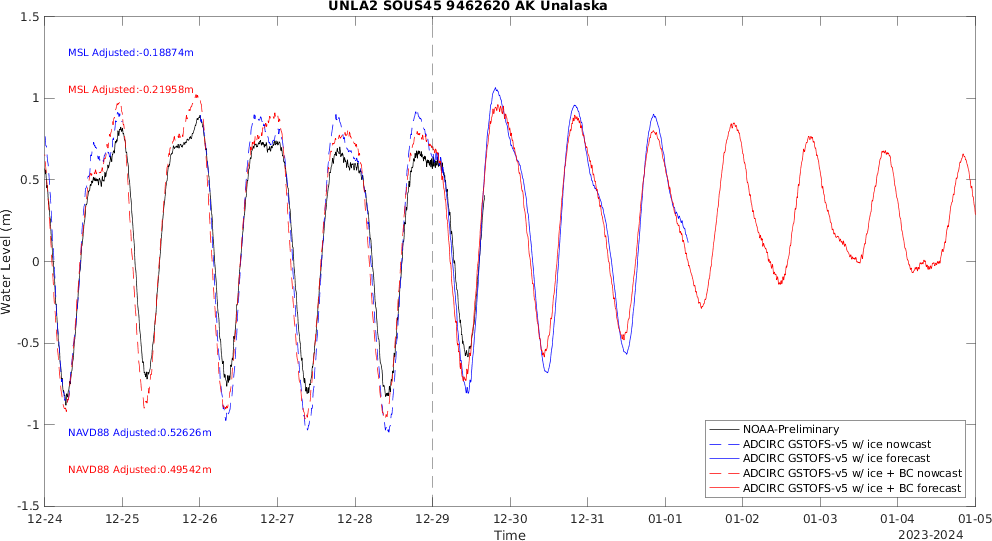 UNLA2 SOUS45 9462620 AK Unalaska
1.5
MSL Adjusted:-0.18874m
MSL Adjusted:-0.21958m
1
0.5
Water Level (m)
0
-0.5
-1
NAVD88 Adjusted:0.52626m
NAVD88 Adjusted:0.49542m
-1.5
NOAA-Preliminary
ADCIRC GSTOFS-v5 w/ ice nowcast
ADCIRC GSTOFS-v5 w/ ice forecast
ADCIRC GSTOFS-v5 w/ ice + BC nowcast
ADCIRC GSTOFS-v5 w/ ice + BC forecast
12-24 12-25 12-26 12-27 12-28 12-29 12-30 12-31 01-01 01-02 01-03 01-04 01-05
Time
2023-2024